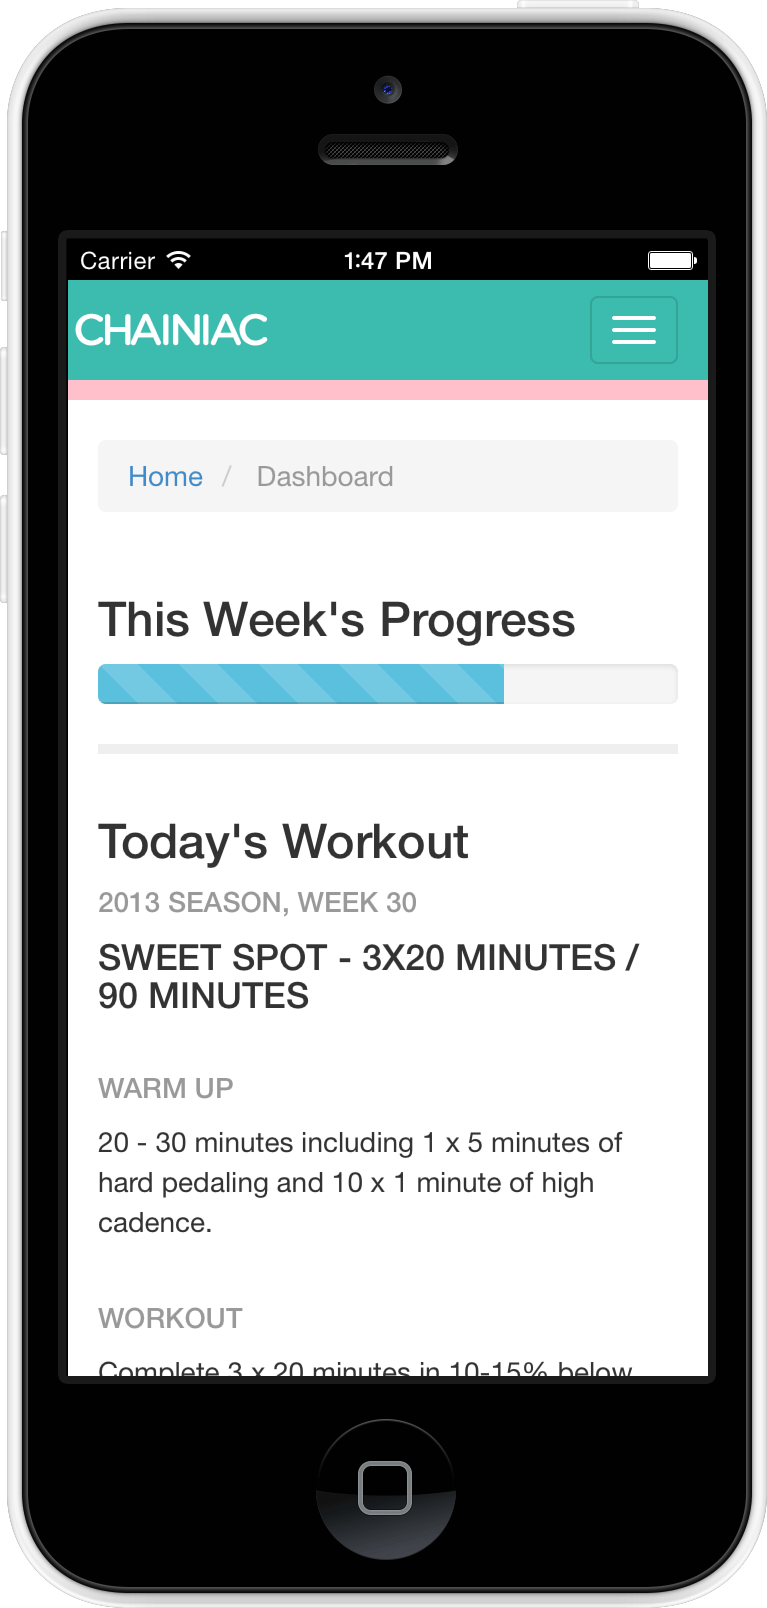 Carrier 1:47 PM
CHAINIAC
Home / Dashboard
This Week's Progress
Today's Workout
2013 SEASON, WEEK 30
SWEET SPOT - 3X20 MINUTES /
90 MINUTES
WARM UP
20 - 30 minutes including 1 x 5 minutes of
hard pedaling and 10 x 1 minute of high
cadence.
WORKOUT
Complete 3 x 20 minutes in 10-15% below